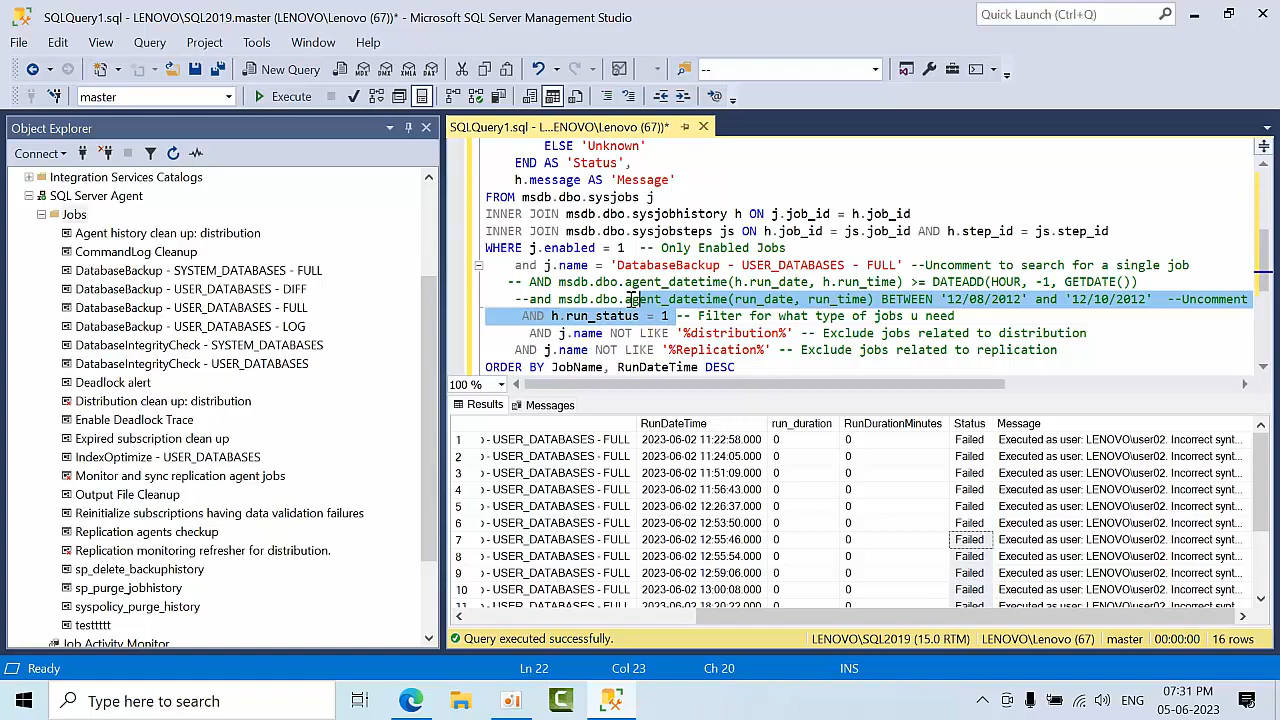 SQLQuery1.sql - LENOVO\SQL2019.master (LENOVO\Lenovo (67))* - Microsoft SQL Server Management Studio
Quick Launch (Ctrl+Q)
File Edit View Query Project Tools Window Help
New Query
MDX DMX XMLA DAX
--
master
Execute
Object Explorer
Connect
Integration Services Catalogs
SQL Server Agent
Jobs
Agent history clean up: distribution
CommandLog Cleanup
DatabaseBackup - SYSTEM_DATABASES - FULL
DatabaseBackup - USER_DATABASES - DIFF
DatabaseBackup - USER_DATABASES - FULL
DatabaseBackup - USER_DATABASES - LOG
DatabaseIntegrityCheck - SYSTEM_DATABASES
DatabaseIntegrityCheck - USER_DATABASES
Deadlock alert
Distribution clean up: distribution
Enable Deadlock Trace
Expired subscription clean up
IndexOptimize - USER_DATABASES
Monitor and sync replication agent jobs
Output File Cleanup
Reinitialize subscriptions having data validation failures
Replication agents checkup
Replication monitoring refresher for distribution.
sp_delete_backuphistory
sp_purge_jobhistory
syspolicy_purge_history
testtttt
Job Activity Monitor
SQLQuery1.sql - L...ENOVO\Lenovo (67))*
ELSE 'Unknown'
END AS 'Status',
h.message AS 'Message'
FROM msdb.dbo.sysjobs j
INNER JOIN msdb.dbo.sysjobhistory h ON j.job_id = h.job_id
INNER JOIN msdb.dbo.sysjobsteps js ON h.job_id = js.job_id AND h.step_id = js.step_id
WHERE j.enabled = 1 -- Only Enabled Jobs
and j.name = 'DatabaseBackup - USER_DATABASES - FULL' --Uncomment to search for a single job
-- AND msdb.dbo.agent_datetime(h.run_date, h.run_time) >= DATEADD(HOUR, -1, GETDATE())
--and msdb.dbo.agent_datetime(run_date, run_time) BETWEEN '12/08/2012' and '12/10/2012' --Uncomment
AND h.run_status = 1 -- Filter for what type of jobs u need
AND j.name NOT LIKE '%distribution%' -- Exclude jobs related to distribution
AND j.name NOT LIKE '%Replication%' -- Exclude jobs related to replication
ORDER BY JobName, RunDateTime DESC
100 %
Results Messages
RunDateTime run_duration RunDurationMinutes Status Message
1 - USER_DATABASES - FULL 2023-06-02 11:22:58.000 0 0 Failed Executed as user: LENOVO\user02. Incorrect synt...
2 - USER_DATABASES - FULL 2023-06-02 11:24:05.000 0 0 Failed Executed as user: LENOVO\user02. Incorrect synt...
3 - USER_DATABASES - FULL 2023-06-02 11:51:09.000 0 0 Failed Executed as user: LENOVO\user02. Incorrect synt...
4 - USER_DATABASES - FULL 2023-06-02 11:56:43.000 0 0 Failed Executed as user: LENOVO\user02. Incorrect synt...
5 - USER_DATABASES - FULL 2023-06-02 12:26:37.000 0 0 Failed Executed as user: LENOVO\user02. Incorrect synt...
6 - USER_DATABASES - FULL 2023-06-02 12:53:50.000 0 0 Failed Executed as user: LENOVO\user02. Incorrect synt...
7 - USER_DATABASES - FULL 2023-06-02 12:55:46.000 0 0 Failed Executed as user: LENOVO\user02. Incorrect synt...
8 - USER_DATABASES - FULL 2023-06-02 12:55:54.000 0 0 Failed Executed as user: LENOVO\user02. Incorrect synt...
9 - USER_DATABASES - FULL 2023-06-02 12:59:06.000 0 0 Failed Executed as user: LENOVO\user02. Incorrect synt...
10 - USER_DATABASES - FULL 2023-06-02 13:00:08.000 0 0 Failed Executed as user: LENOVO\user02. Incorrect synt...
11 - USER_DATABASES - FULL 2023-06-02 18:20:22.000 0 0 Failed Executed as user: LENOVO\user02. Incorrect synt...
Query executed successfully. LENOVO\SQL2019 (15.0 RTM) LENOVO\Lenovo (67) master 00:00:00 16 rows
Ready Ln 22 Col 23 Ch 20 INS
Type here to search
ENG
07:31 PM
05-06-2023